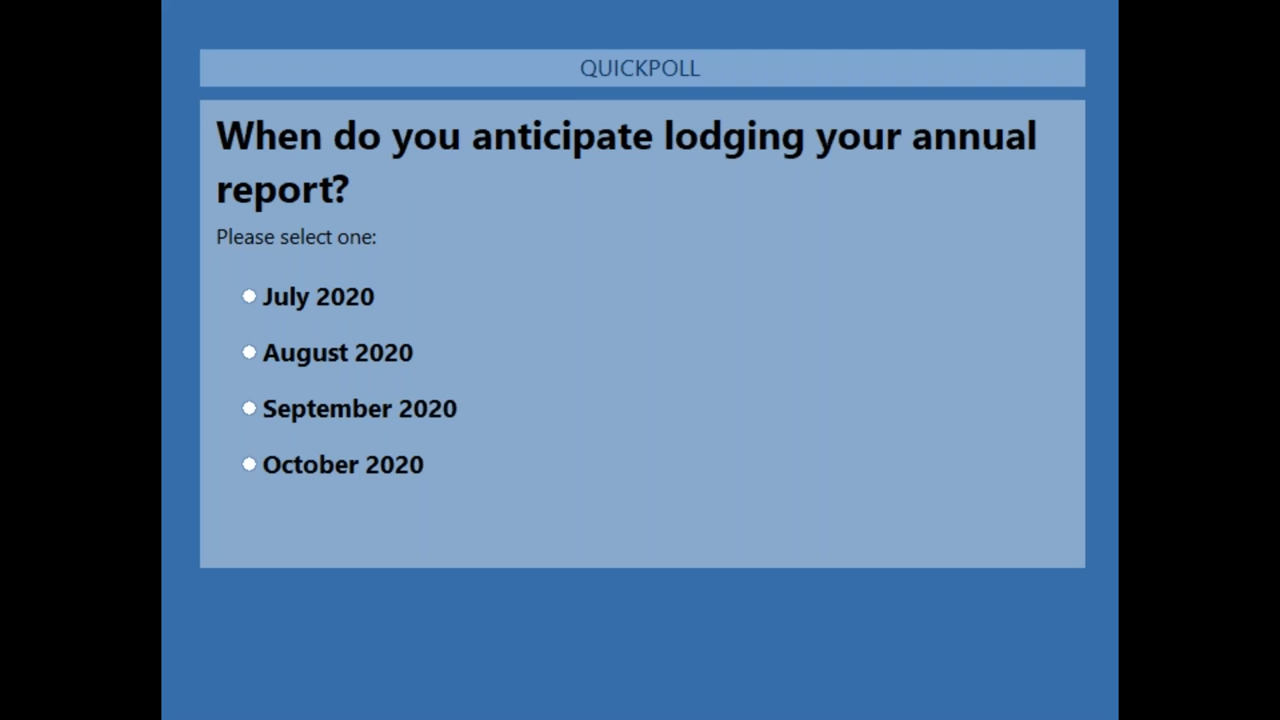 QUICKPOLL
When do you anticipate lodging your annual
report?
Please select one:
July 2020
August 2020
September 2020
October 2020